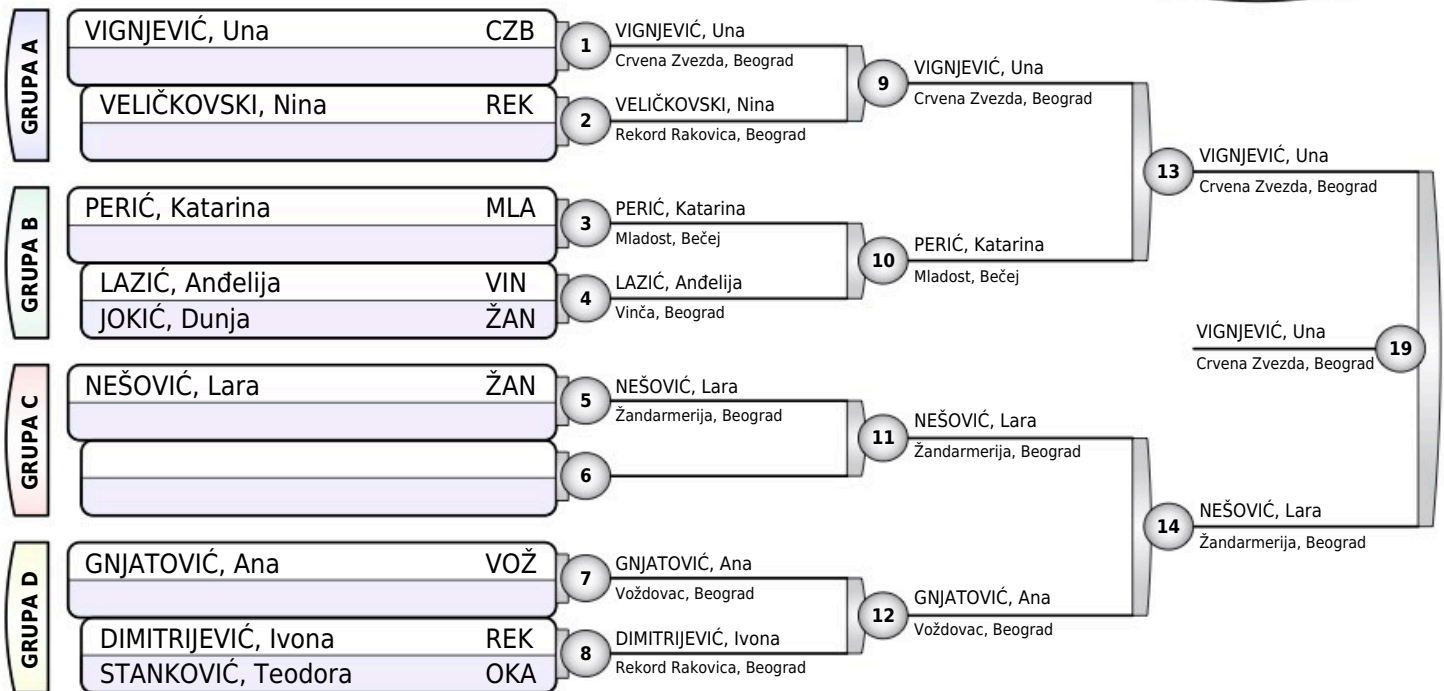 GRUPA A
VIGNJEVIĆ, Una CZB
VELIČKOVSKI, Nina REK
1
VIGNJEVIĆ, Una
Crvena Zvezda, Beograd
2
VELIČKOVSKI, Nina
Rekord Rakovica, Beograd
9
VIGNJEVIĆ, Una
Crvena Zvezda, Beograd
GRUPA B
PERIĆ, Katarina MLA
LAZIĆ, Anđelija VIN
JOKIĆ, Dunja ŽAN
3
PERIĆ, Katarina
Mladost, Bečej
4
LAZIĆ, Anđelija
Vinča, Beograd
10
PERIĆ, Katarina
Mladost, Bečej
13
VIGNJEVIĆ, Una
Crvena Zvezda, Beograd
GRUPA C
NEŠOVIĆ, Lara ŽAN
5
NEŠOVIĆ, Lara
Žandarmerija, Beograd
6
11
NEŠOVIĆ, Lara
Žandarmerija, Beograd
GRUPA D
GNJATOVIĆ, Ana VOŽ
DIMITRIJEVIĆ, Ivona REK
STANKOVIĆ, Teodora OKA
7
GNJATOVIĆ, Ana
Voždovac, Beograd
8
DIMITRIJEVIĆ, Ivona
Rekord Rakovica, Beograd
12
GNJATOVIĆ, Ana
Voždovac, Beograd
14
NEŠOVIĆ, Lara
Žandarmerija, Beograd
VIGNJEVIĆ, Una
Crvena Zvezda, Beograd
19